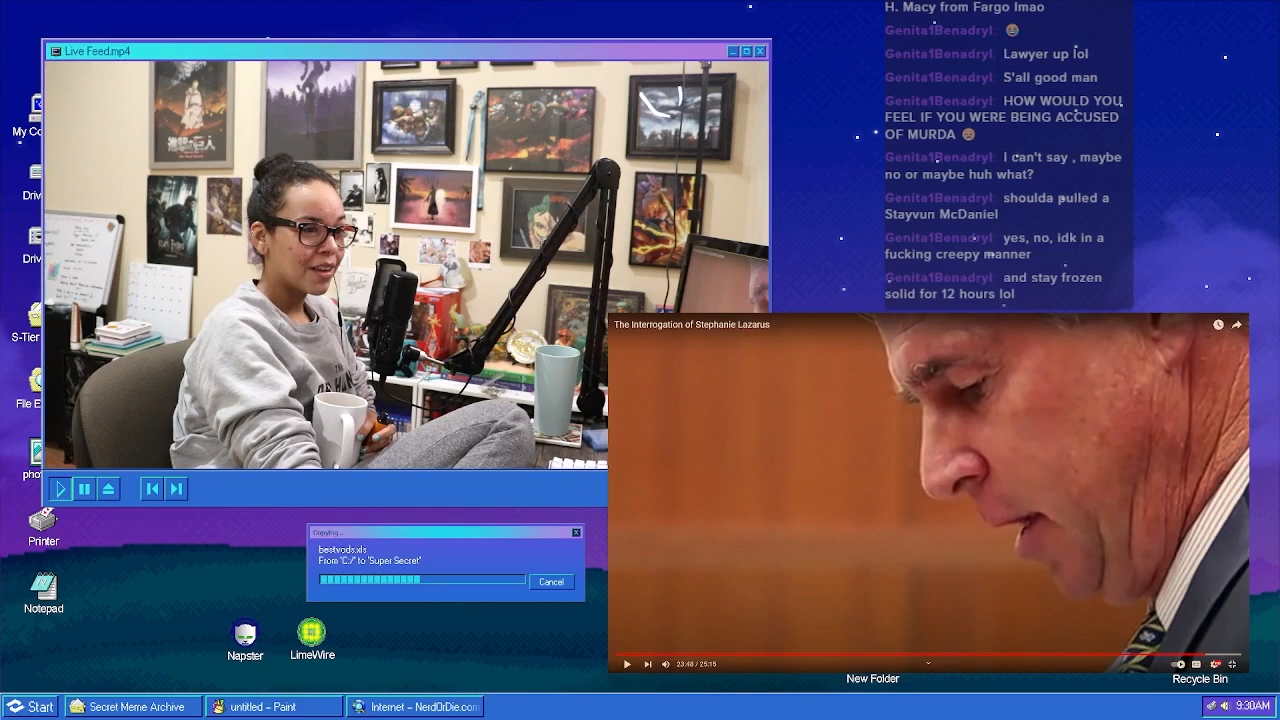 H. Macy from Fargo lmao
Genita1Benadryl: 😂
Genita1Benadryl: Lawyer up lol
Genita1Benadryl: S'all good man
Genita1Benadryl: HOW WOULD YOU
FEEL IF YOU WERE BEING ACCUSED
OF MURDA
Genita1Benadryl: I can't say , maybe
no or maybe huh what?
Genita1Benadryl: shoulda pulled a
Stayvun McDaniel
Genita1Benadryl: yes, no, idk in a
fucking creepy manner
Genita1Benadryl: and stay frozen
solid for 12 hours lol
Live Feed.mp4
進撃の巨人
My Co
Driv
Driv
S-Tier
File E
phot
Printer
Notepad
The Interrogation of Stephanie Lazarus
23:48 / 25:15
Copying...
bestvods.xls
From 'C:/' to 'Super Secret'
Cancel
Napster
LimeWire
New Folder
Recycle Bin
Start
Secret Meme Archive
untitled - Paint
Internet - NerdOrDie.com
9:30AM